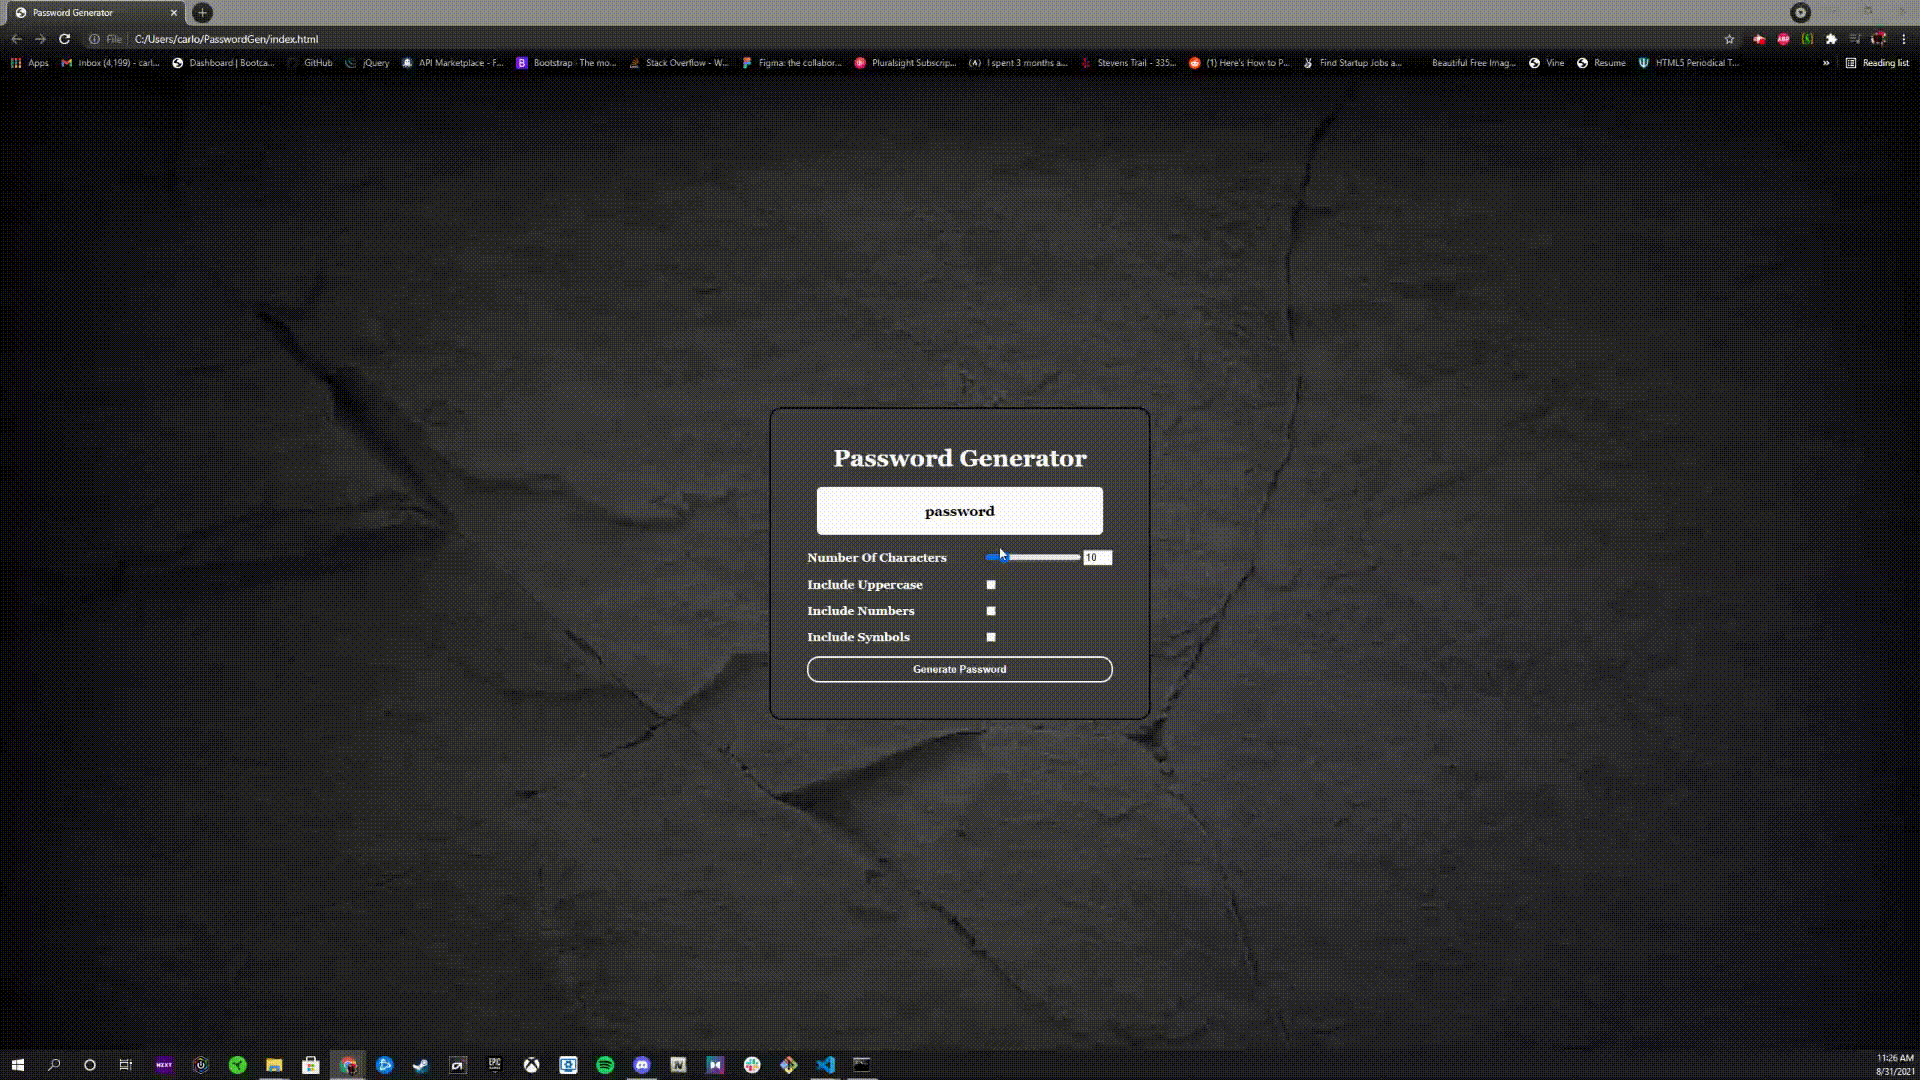 Password Generator
File C:/Users/carlo/PasswordGen/index.html
Apps Inbox (4,199) - carl... Dashboard | Bootca... GitHub jQuery API Marketplace - F... Bootstrap · The mo... Stack Overflow - W... Figma: the collabor... Pluralsight Subscrip... I spent 3 months a... Stevens Trail - 335... (1) Here's How to P... Find Startup Jobs a... Beautiful Free Imag... Vine Resume HTML5 Periodical T... » Reading list
Password Generator
password
Number Of Characters 10
Include Uppercase
Include Numbers
Include Symbols
Generate Password
11:26 AM
8/31/2021